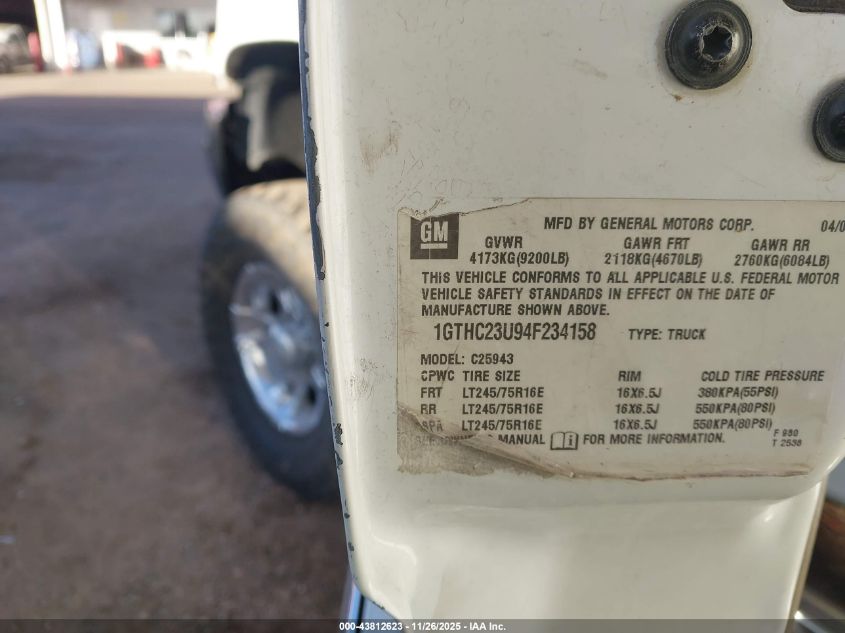 GM
MFD BY GENERAL MOTORS CORP. 04/0
GVWR GAWR FRT GAWR RR
4173KG(9200LB) 2118KG(4670LB) 2760KG(6084LB)
THIS VEHICLE CONFORMS TO ALL APPLICABLE U.S. FEDERAL MOTOR
VEHICLE SAFETY STANDARDS IN EFFECT ON THE DATE OF
MANUFACTURE SHOWN ABOVE.
1GTHC23U94F234158 TYPE: TRUCK
MODEL: C25943
CPWC TIRE SIZE RIM COLD TIRE PRESSURE
FRT LT245/75R16E 16X6.5J 380KPA(55PSI)
RR LT245/75R16E 16X6.5J 550KPA(80PSI)
SPA LT245/75R16E 16X6.5J 550KPA(80PSI)
MANUAL i FOR MORE INFORMATION. F 980
T 2538
000-43812623 - 11/26/2025 - IAA Inc.